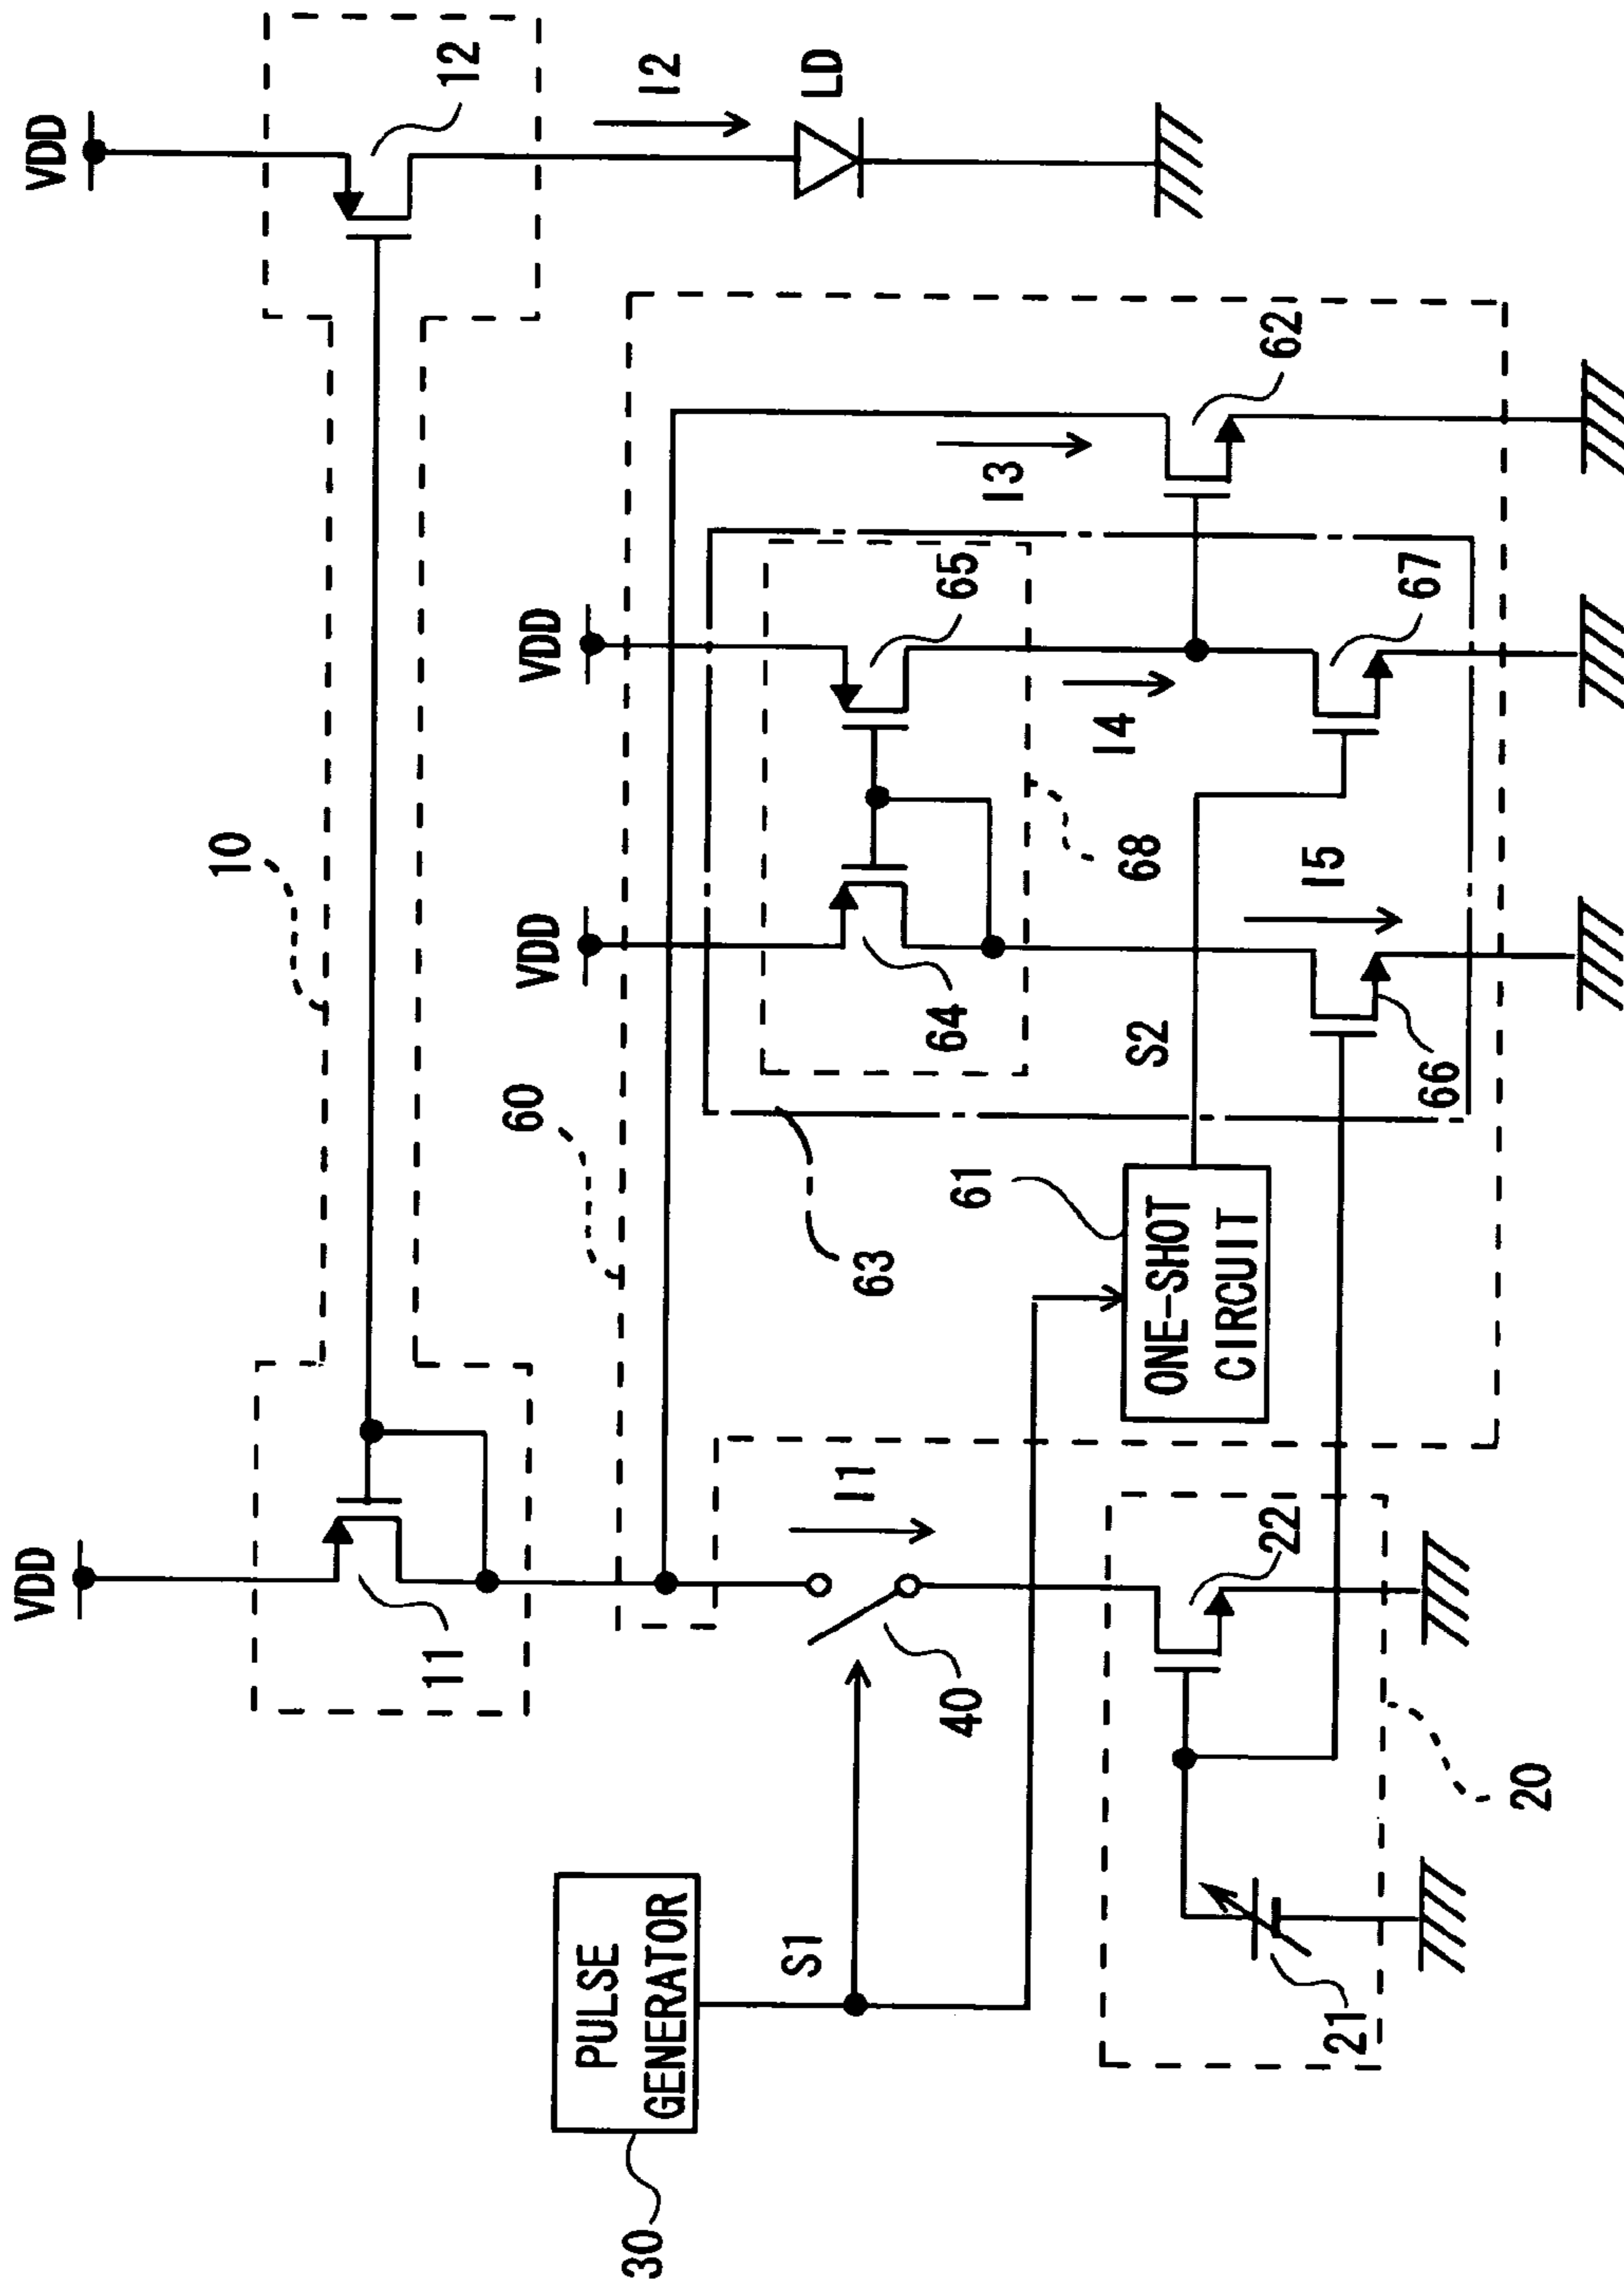 VDD
VDD
12
10
11
I2
LD
VDD
VDD
60
PULSE
GENERATOR
30
S1
40
I1
63
64
65
68
I3
62
I4
67
61
ONE-SHOT
CIRCUIT
S2
I5
66
22
21
20